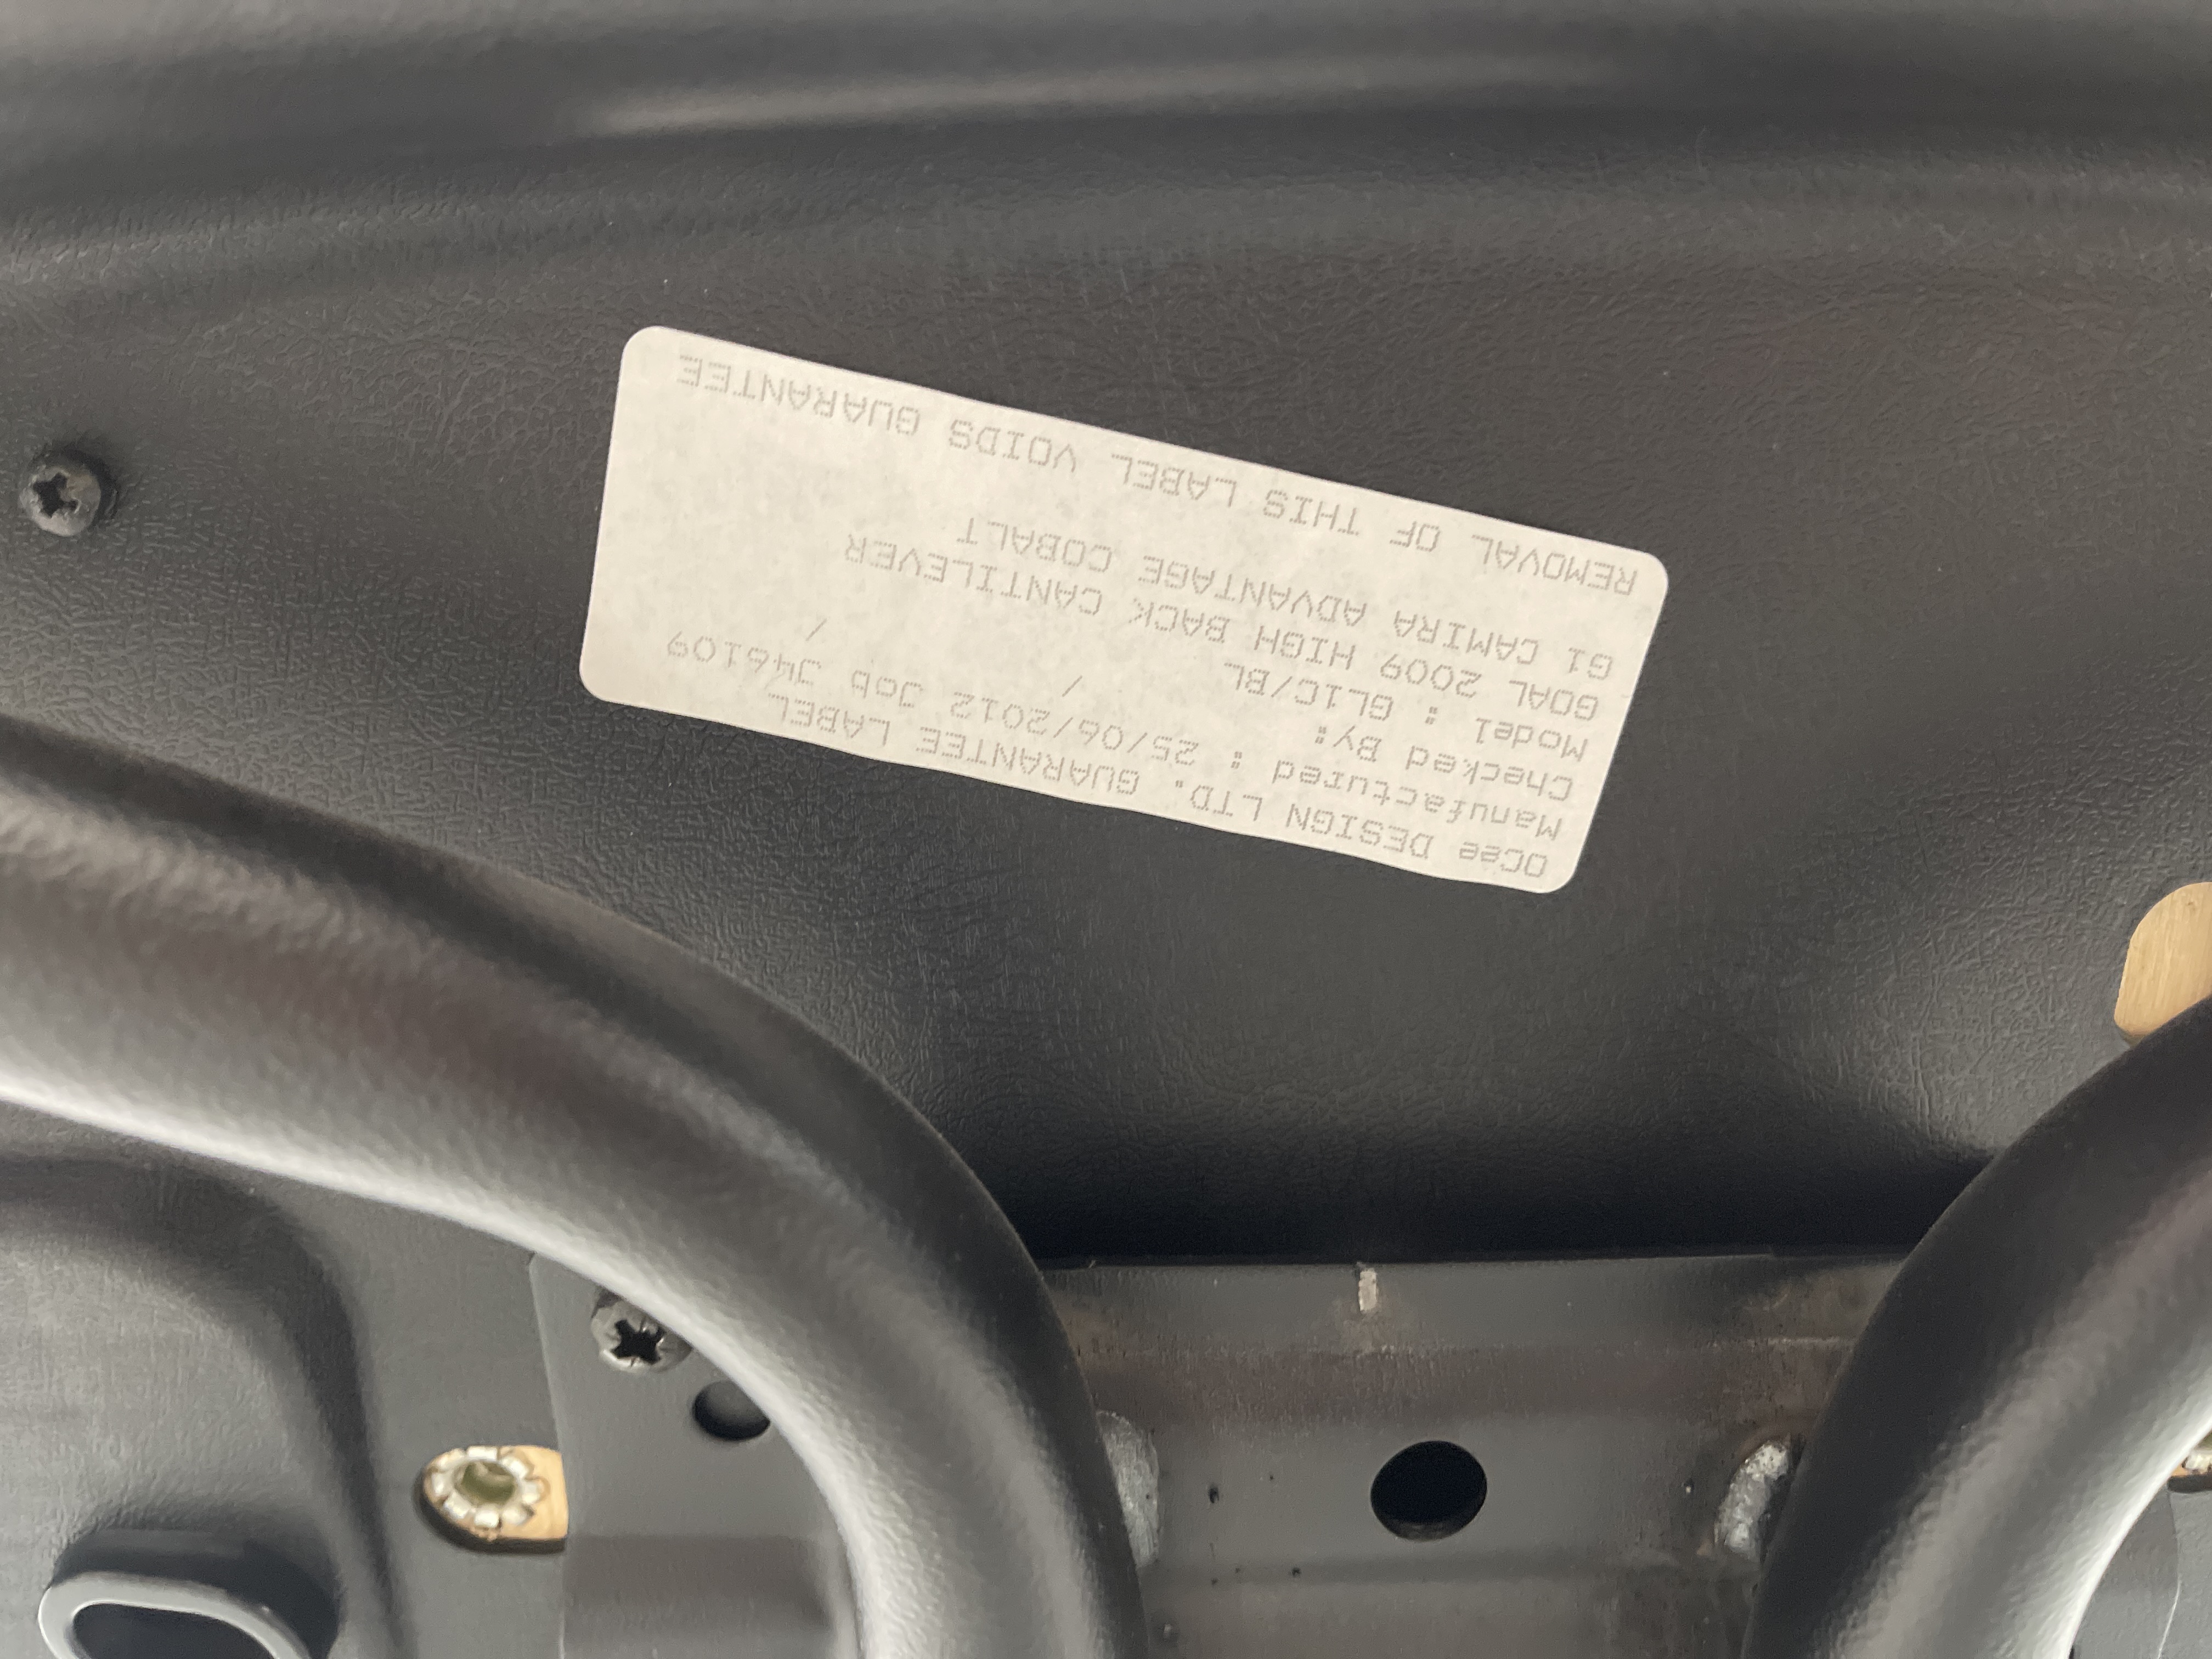 OCee DESIGN LTD. GUARANTEE LABEL
Manufactured : 25/06/2012 Job J46109
Checked By: / /
Model : GL1C/BL
GOAL 2009 HIGH BACK CANTILEVER
G1 CAMIRA ADVANTAGE COBALT
REMOVAL OF THIS LABEL VOIDS GUARANTEE